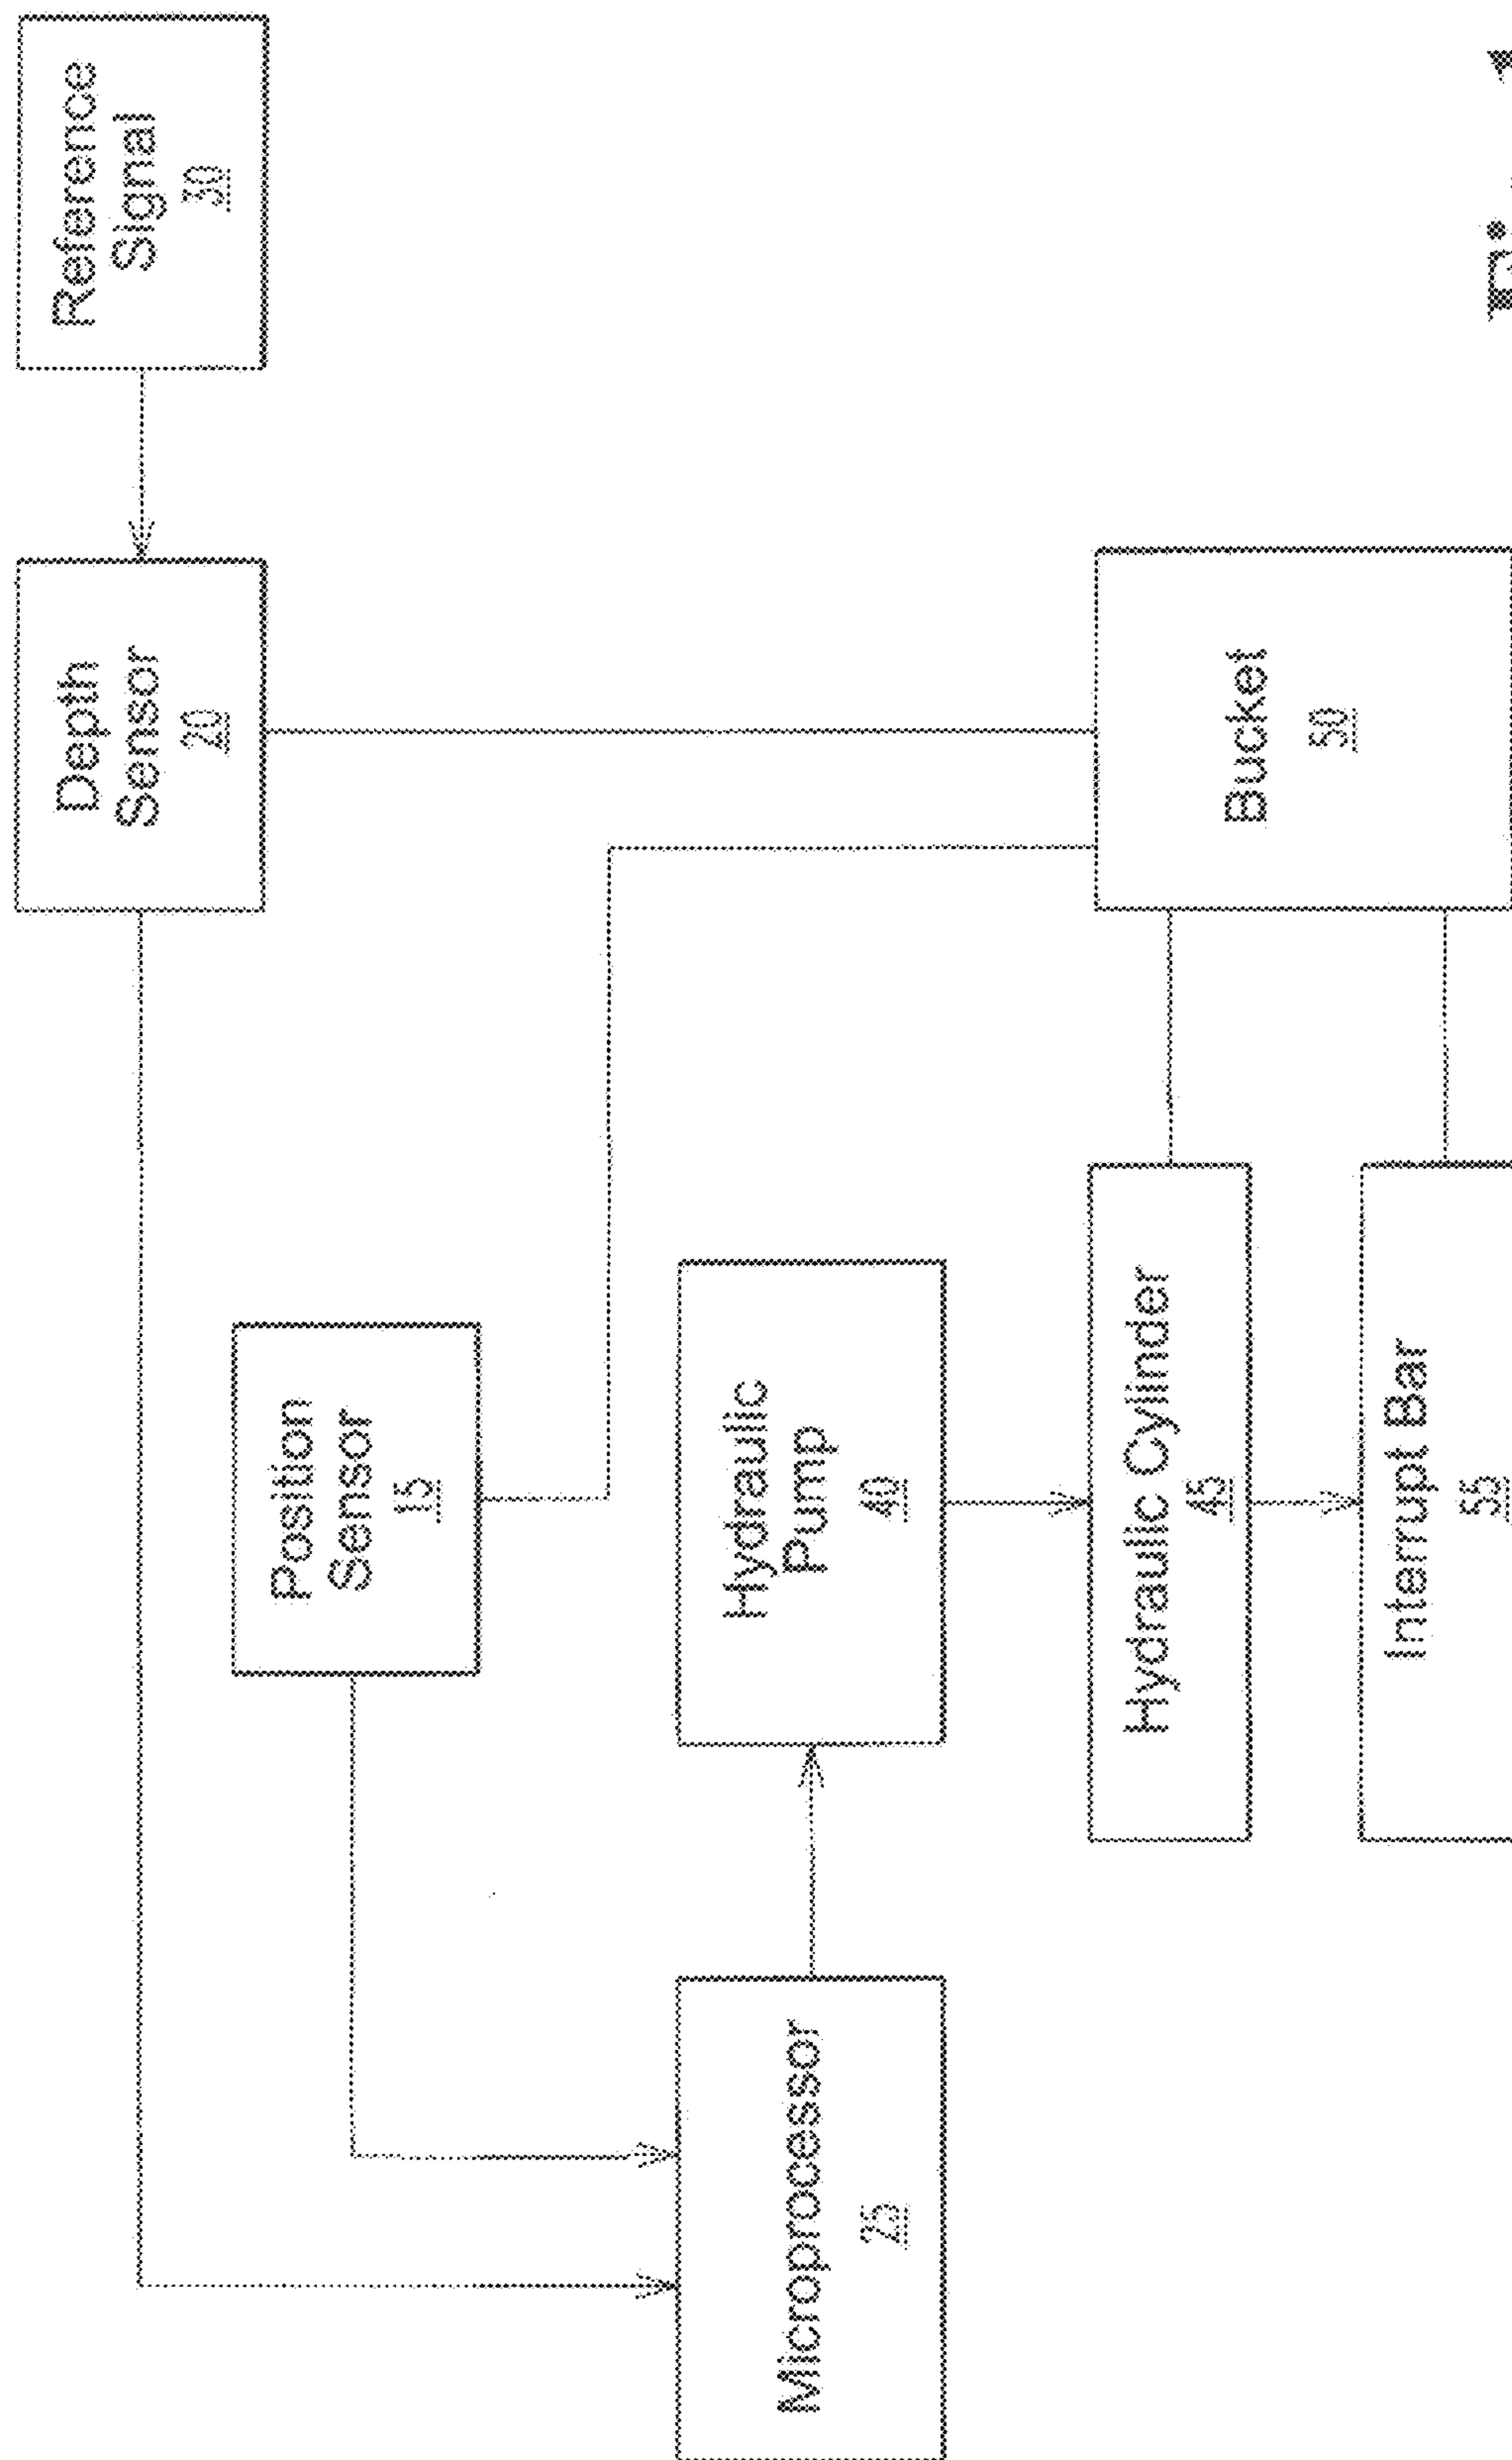 Reference
Signal
30
Depth
Sensor
20
Position
Sensor
15
Microprocessor
25
Hydraulic
Pump
40
Hydraulic Cylinder
45
Interrupt Bar
55
Bucket
50